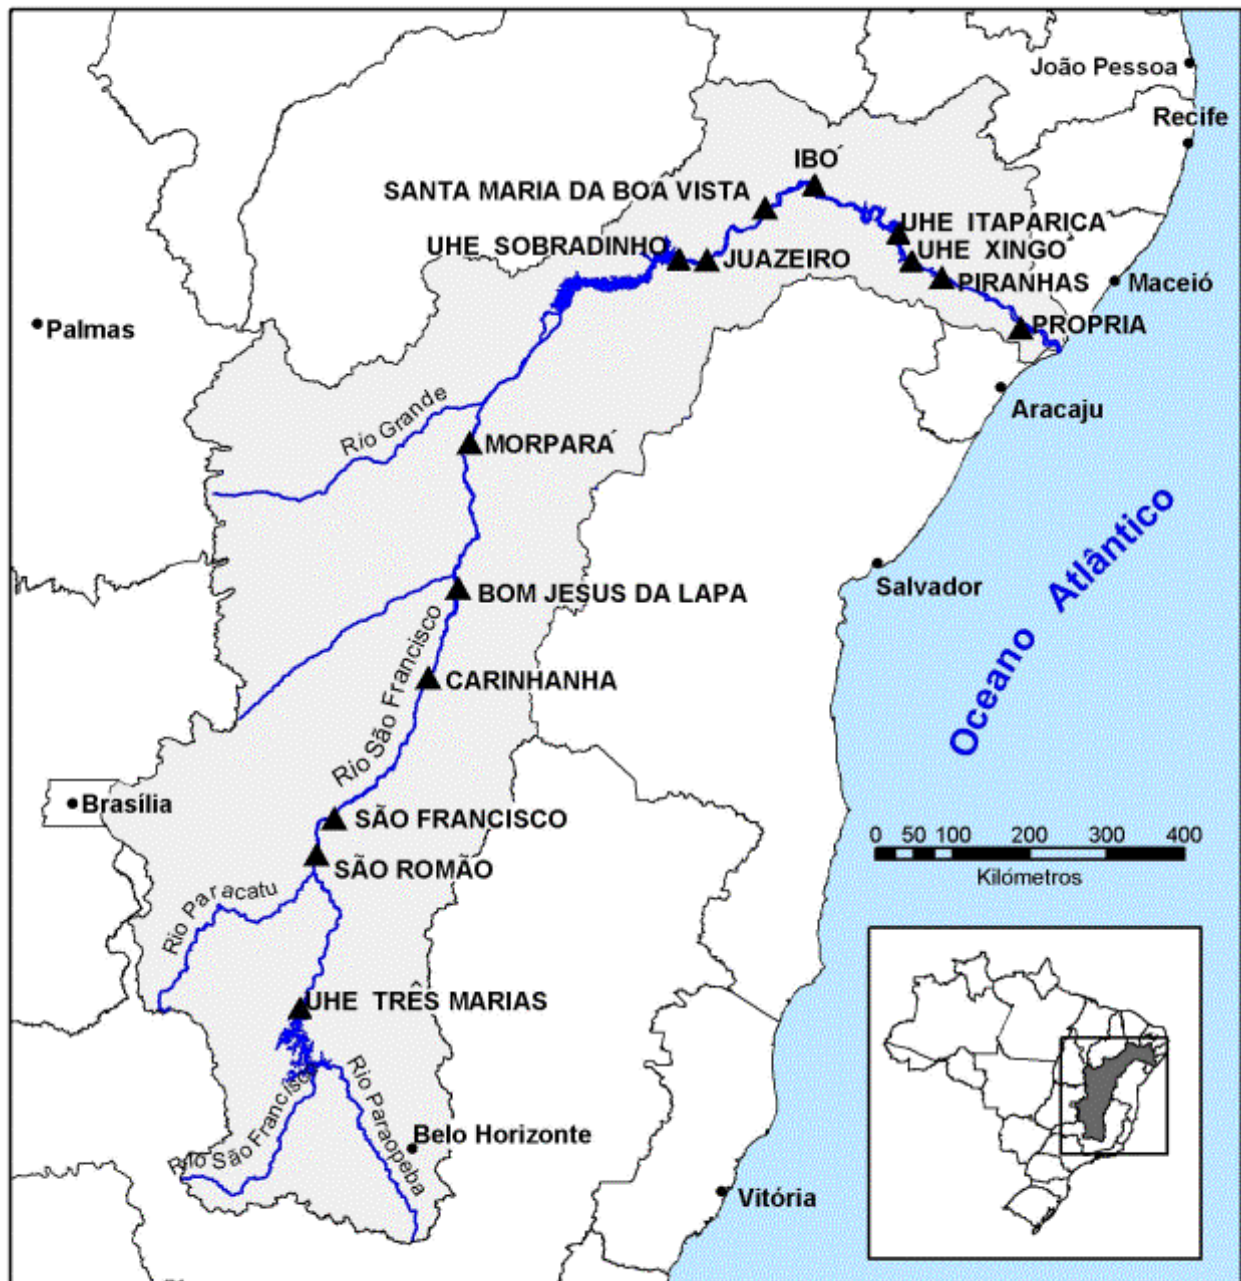 João Pessoa
Recife
IBÓ
SANTA MARIA DA BOA VISTA
UHE ITAPARICA
UHE SOBRADINHO
JUAZEIRO
UHE XINGÓ
PIRANHAS
Maceió
Palmas
PROPRIA
Rio Grande
Aracaju
MORPARÁ
Oceano Atlântico
Salvador
BOM JESUS DA LAPA
Rio São Francisco
CARINHANHA
Brasília
SÃO FRANCISCO
0 50 100 200 300 400
Kilómetros
SÃO ROMÃO
Rio Paracatu
UHE TRÊS MARIAS
Rio São Francisco
Rio Paraopeba
Belo Horizonte
Vitória